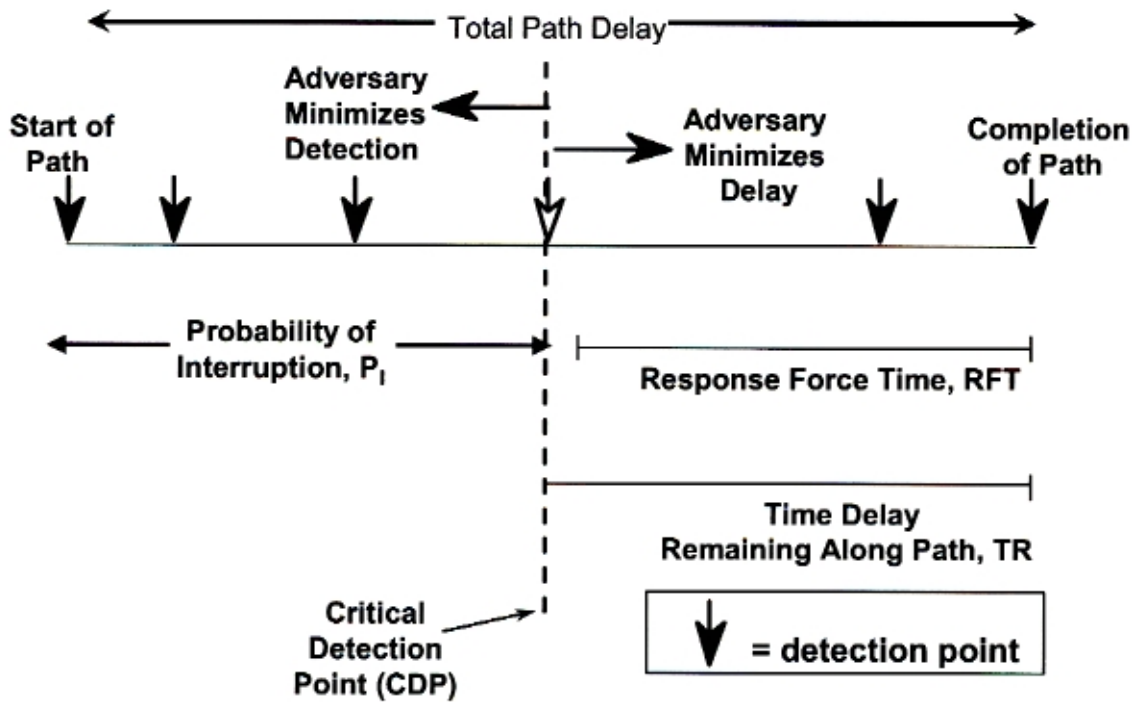 Total Path Delay
Adversary
Minimizes
Detection
Adversary
Minimizes
Delay
Start of
Path
Completion
of Path
Probability of
Interruption, PI
Response Force Time, RFT
Time Delay
Remaining Along Path, TR
Critical
Detection
Point (CDP)
= detection point